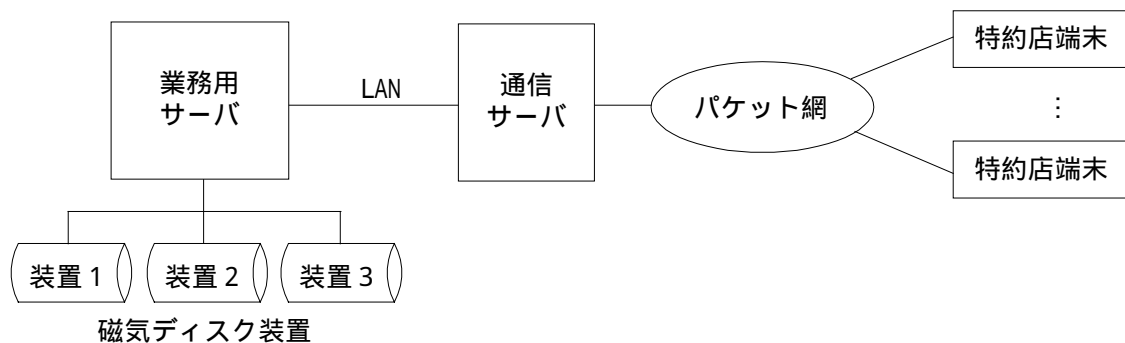 特約店端末
業務用
サーバ
LAN
通信
サーバ
パケット網
⋮
特約店端末
装置 1
装置 2
装置 3
磁気ディスク装置